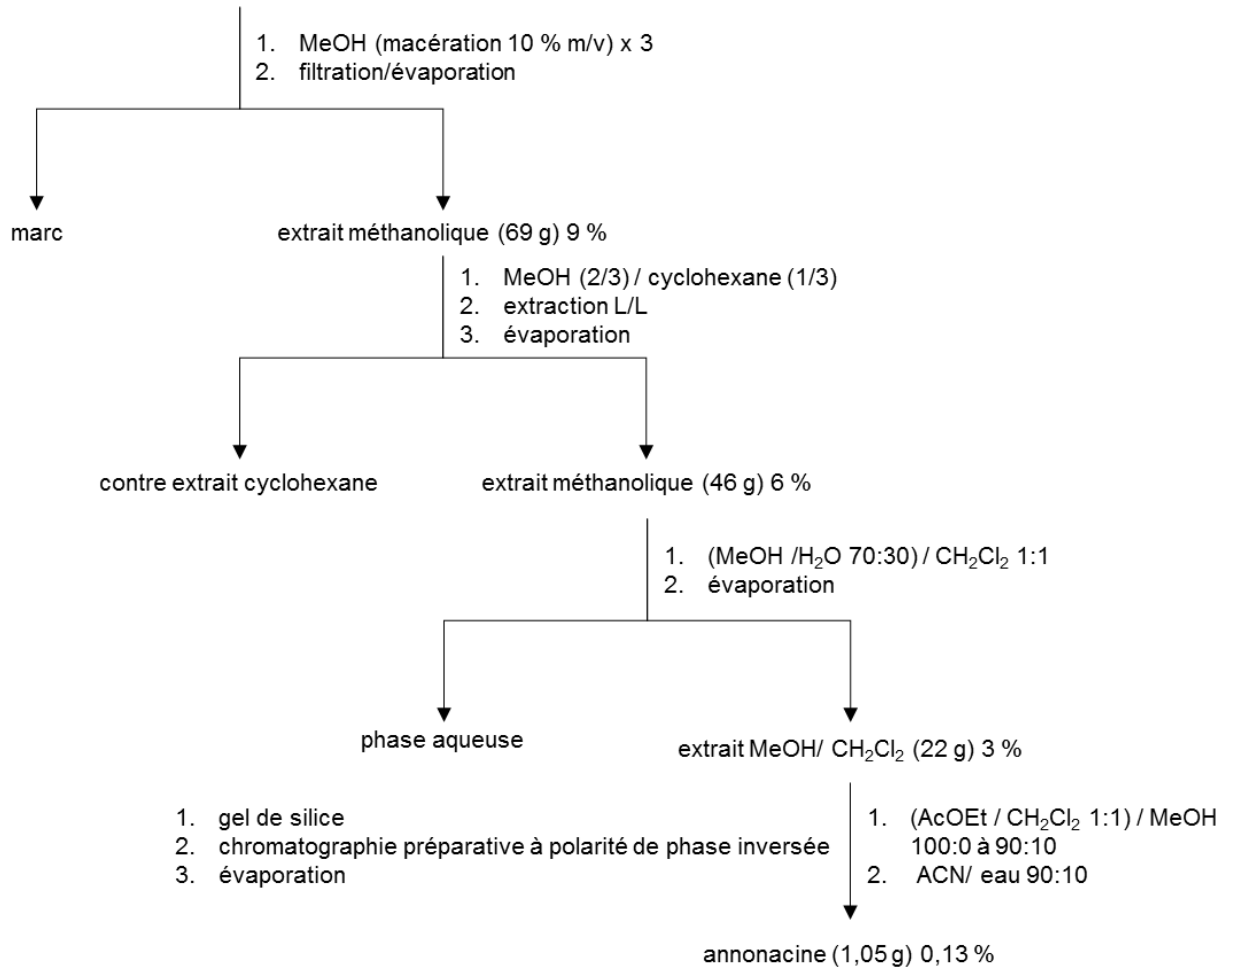 1. MeOH (macération 10 % m/v) x 3
2. filtration/évaporation
marc
extrait méthanolique (69 g) 9 %
1. MeOH (2/3) / cyclohexane (1/3)
2. extraction L/L
3. évaporation
contre extrait cyclohexane
extrait méthanolique (46 g) 6 %
1. (MeOH /H₂O 70:30) / CH₂Cl₂ 1:1
2. évaporation
phase aqueuse
extrait MeOH/ CH₂Cl₂ (22 g) 3 %
1. gel de silice
2. chromatographie préparative à polarité de phase inversée
3. évaporation
1. (AcOEt / CH₂Cl₂ 1:1) / MeOH
100:0 à 90:10
2. ACN/ eau 90:10
annonacine (1,05 g) 0,13 %